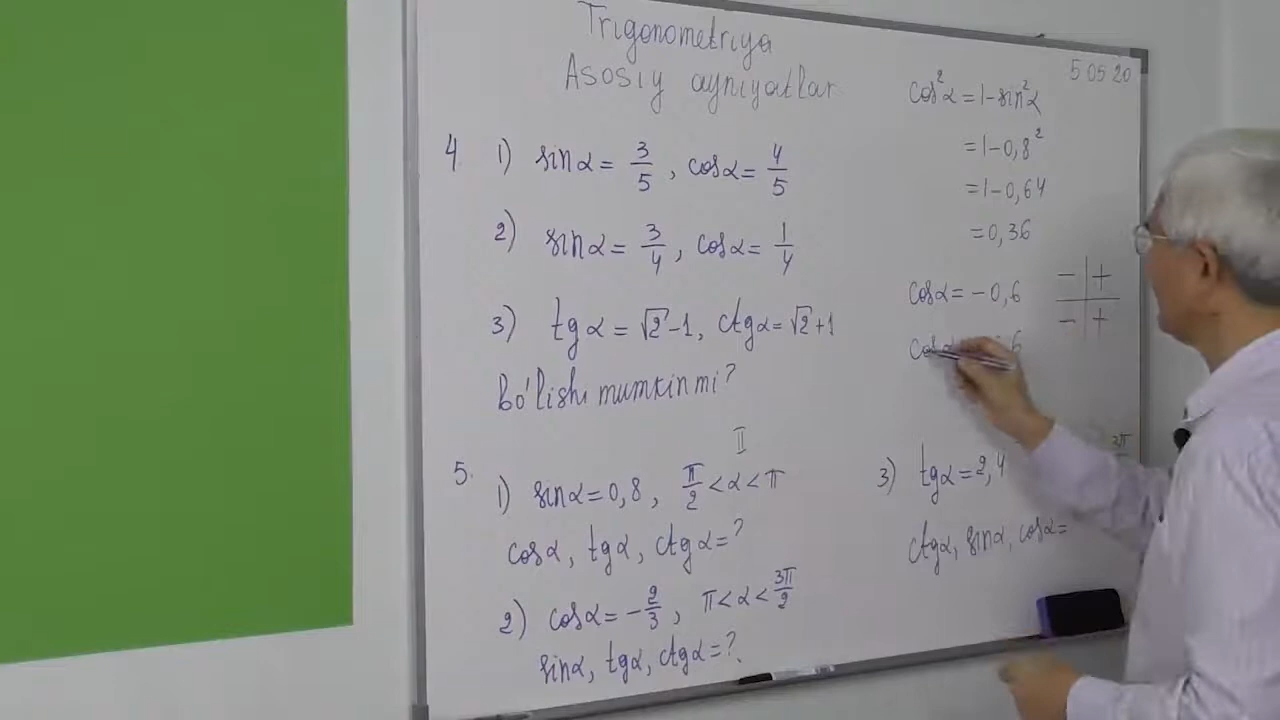 Trigonometriya
Asosiy ayniyatlar
5 05 20
4. 1) sinα = 3/5, cosα = 4/5
2) sinα = 3/4, cosα = 1/4
3) tgα = √2 -1, ctgα = √2 +1
Bo'lishi mumkinmi?
5. 1) sinα = 0,8, π/2 < α < π
II
cosα, tgα, ctgα = ?
2) cosα = -2/3, π < α < 3π/2
sinα, tgα, ctgα = ?
cos²α = 1 - sin²α
= 1 - 0,8²
= 1 - 0,64
= 0,36
cosα = -0,6
- +
- +
6
3) tgα = 2,4
3π
ctgα, sinα, cosα =